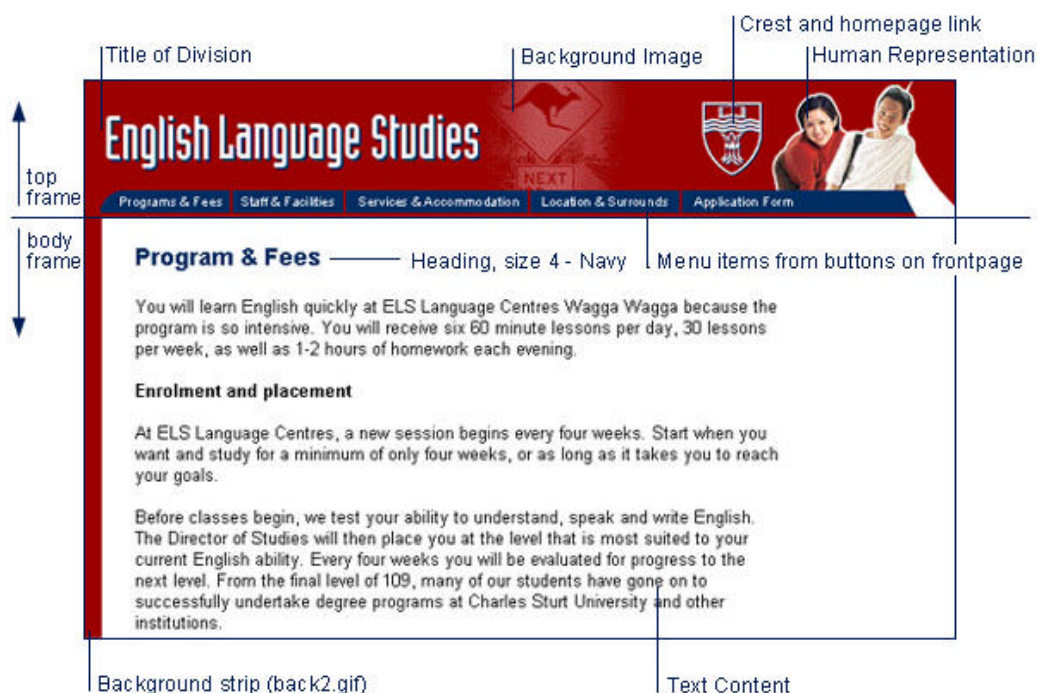 Crest and homepage link
Title of Division
Background Image
Human Representation
English Language Studies
NEXT
top
frame
Programs & Fees Staff & Facilities Services & Accommodation Location & Surrounds Application Form
body
frame
Program & Fees Heading, size 4 - Navy Menu items from buttons on frontpage
You will learn English quickly at ELS Language Centres Wagga Wagga because the
program is so intensive. You will receive six 60 minute lessons per day, 30 lessons
per week, as well as 1-2 hours of homework each evening.
Enrolment and placement
At ELS Language Centres, a new session begins every four weeks. Start when you
want and study for a minimum of only four weeks, or as long as it takes you to reach
your goals.
Before classes begin, we test your ability to understand, speak and write English.
The Director of Studies will then place you at the level that is most suited to your
current English ability. Every four weeks you will be evaluated for progress to the
next level. From the final level of 109, many of our students have gone on to
successfully undertake degree programs at Charles Sturt University and other
institutions.
Background strip (back2.gif)
Text Content